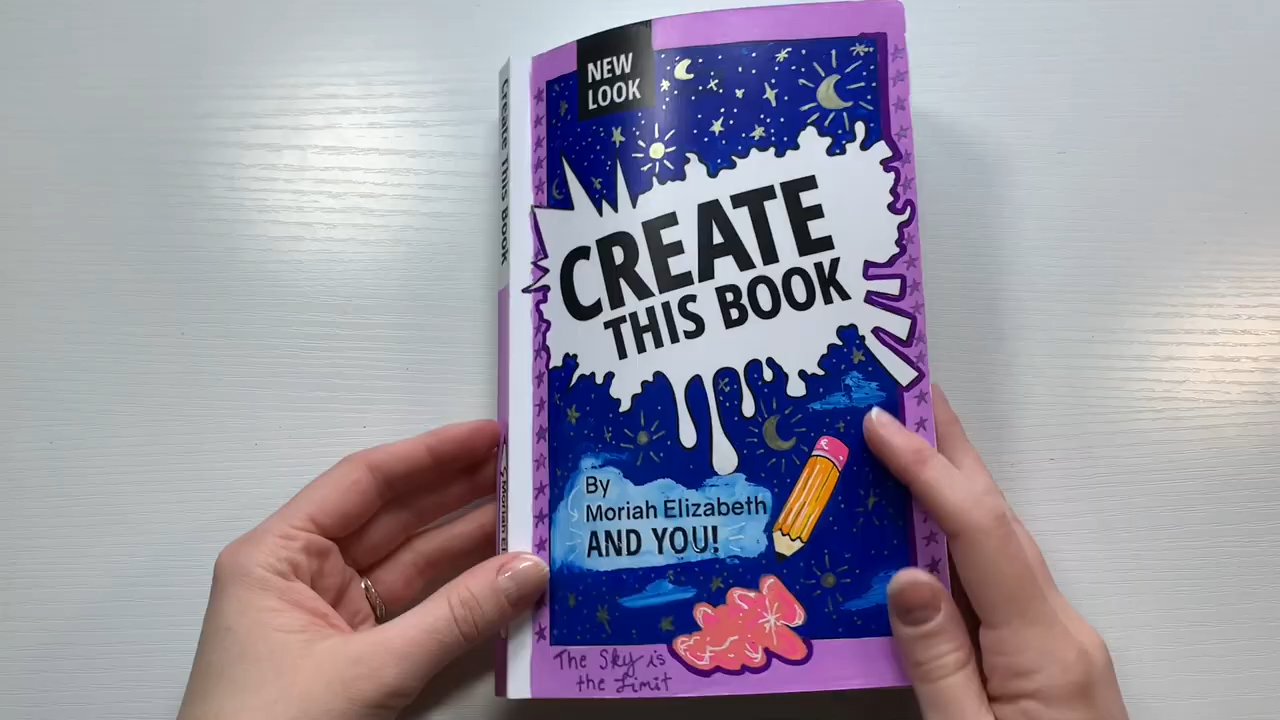 NEW
LOOK
CREATE
THIS BOOK
By
Moriah Elizabeth
AND YOU!
The Sky is
the Limit
Create This Book